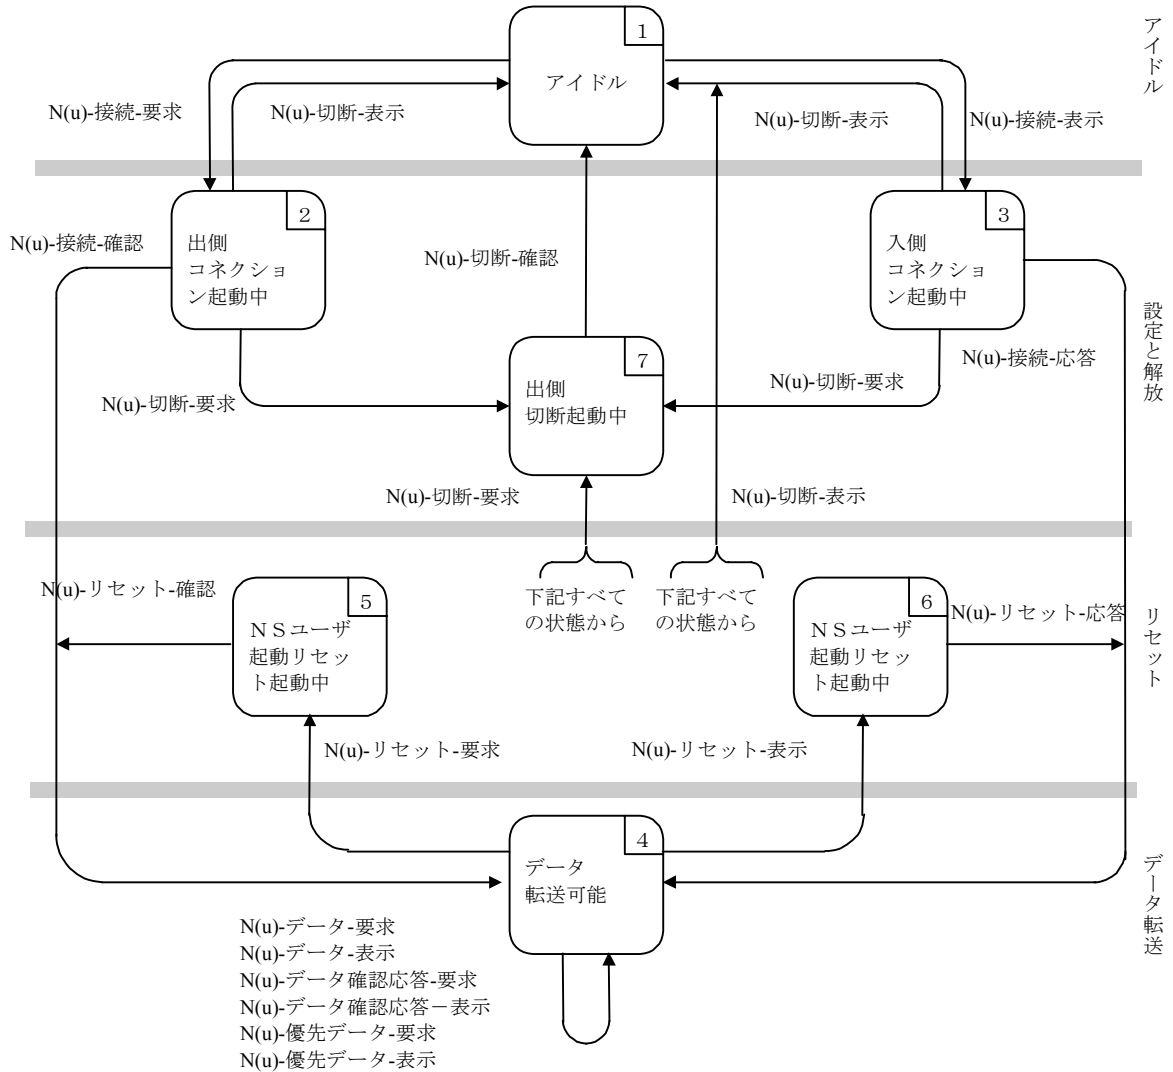 1
アイドル
アイドル
N(u)-接続-要求
N(u)-切断-表示
N(u)-切断-表示
N(u)-接続-表示
2
出側
コネクショ
ン起動中
3
入側
コネクショ
ン起動中
N(u)-接続-確認
N(u)-切断-確認
設定と解放
7
出側
切断起動中
N(u)-接続-応答
N(u)-切断-要求
N(u)-切断-要求
N(u)-切断-要求
N(u)-切断-表示
下記すべて
の状態から
下記すべて
の状態から
N(u)-リセット-確認
5
NSユーザ
起動リセッ
ト起動中
6
NSユーザ
起動リセッ
ト起動中
N(u)-リセット-応答
リセット
N(u)-リセット-要求
N(u)-リセット-表示
4
データ
転送可能
データ転送
N(u)-データ-要求
N(u)-データ-表示
N(u)-データ確認応答-要求
N(u)-データ確認応答－表示
N(u)-優先データ-要求
N(u)-優先データ-表示